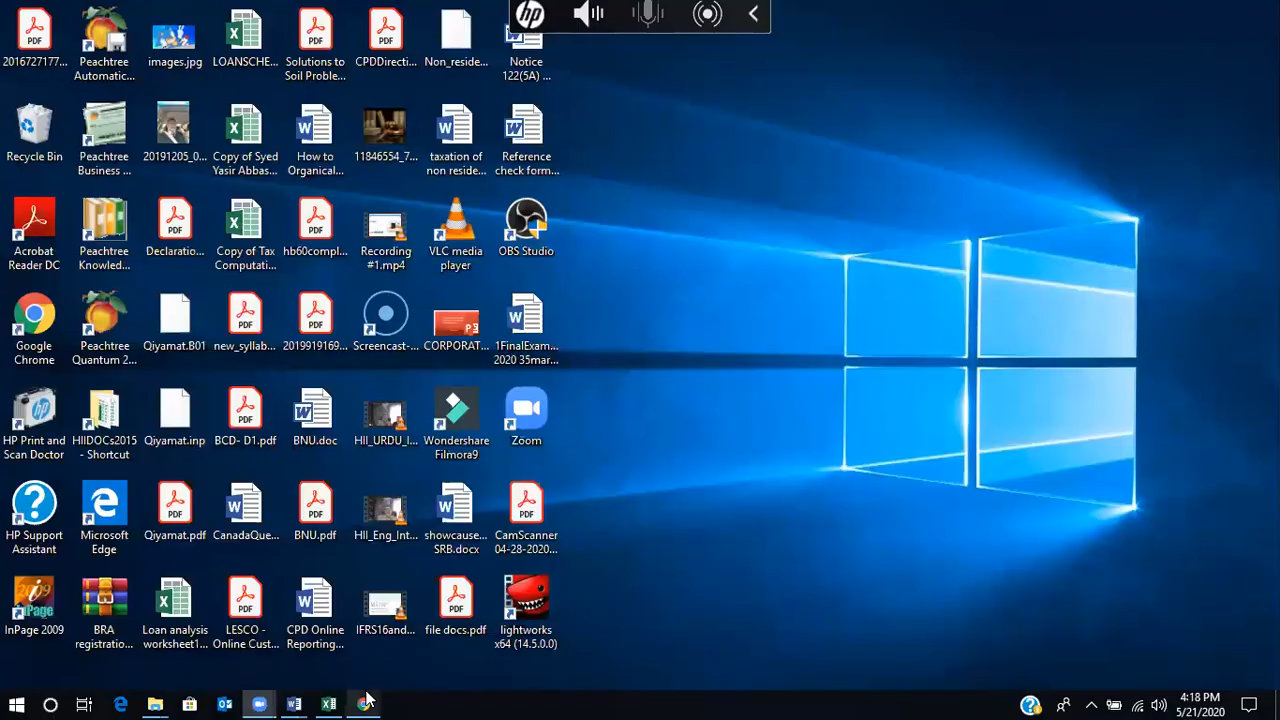 2016727177...
Peachtree
Automatic...
images.jpg
LOANSCHE...
Solutions to
Soil Proble...
CPDDirecti...
Non_reside...
Notice
122(5A) ...
Recycle Bin
Peachtree
Business ...
20191205_0...
Copy of Syed
Yasir Abbas...
How to
Organical...
11846554_7...
taxation of
non reside...
Reference
check form...
Acrobat
Reader DC
Peachtree
Knowled...
Declaratio...
Copy of Tax
Computati...
hb60compl...
Recording
#1.mp4
VLC media
player
OBS Studio
Google
Chrome
Peachtree
Quantum 2...
Qiyamat.B01
new_syllab...
2019919169...
Screencast-...
CORPORAT...
1FinalExam...
2020 35mar...
HP Print and
Scan Doctor
HIIDOCs2015
- Shortcut
Qiyamat.inp
BCD- D1.pdf
BNU.doc
HII_URDU_I...
Wondershare
Filmora9
Zoom
HP Support
Assistant
Microsoft
Edge
Qiyamat.pdf
CanadaQue...
BNU.pdf
HII_Eng_Int...
showcause...
SRB.docx
CamScanner
04-28-2020...
InPage 2009
BRA
registratio...
Loan analysis
worksheet1...
LESCO -
Online Cust...
CPD Online
Reporting...
IFRS16and...
file docs.pdf
lightworks
x64 (14.5.0.0)
4:18 PM
5/21/2020